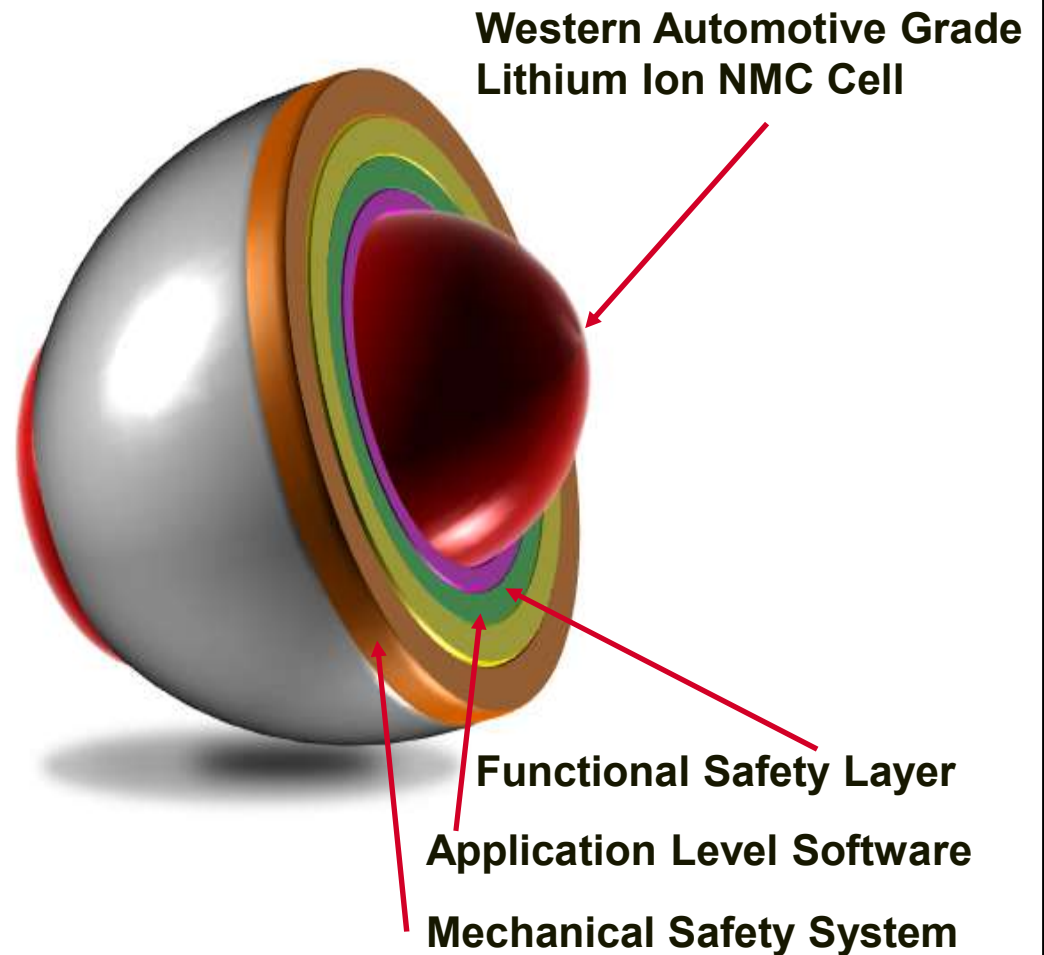 Western Automotive Grade
Lithium Ion NMC Cell
Functional Safety Layer
Application Level Software
Mechanical Safety System